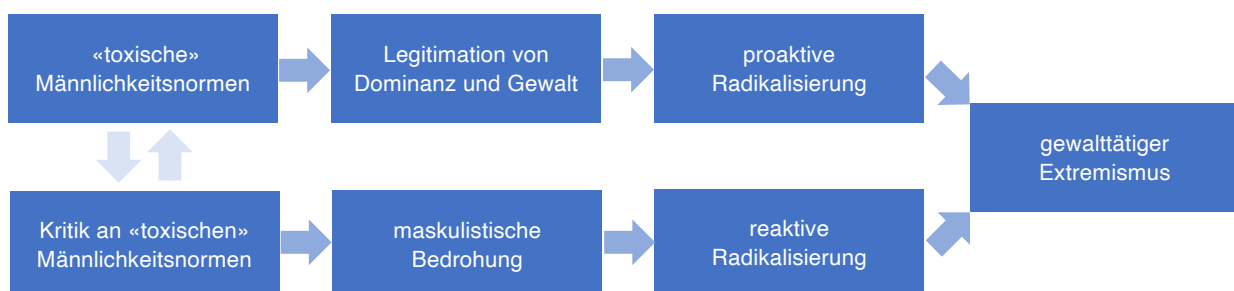 «toxische»
Männlichkeitsnormen
Legitimation von
Dominanz und Gewalt
proaktive
Radikalisierung
gewalttätiger
Extremismus
Kritik an «toxischen»
Männlichkeitsnormen
maskulistische
Bedrohung
reaktive
Radikalisierung